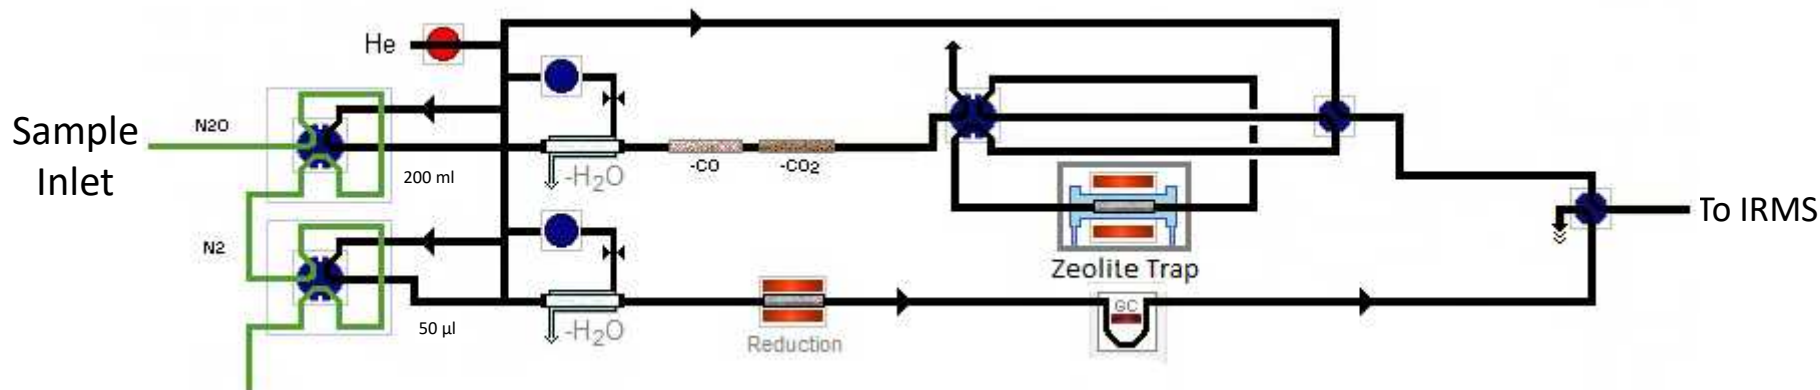 He
Sample
Inlet
N2O
200 ml
-H₂O
-CO
-CO₂
To IRMS
N2
50 µl
-H₂O
Reduction
Zeolite Trap
GC